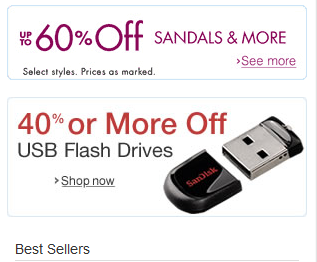 UP TO 60% Off SANDALS & MORE
›See more
Select styles. Prices as marked.
40% or More Off
USB Flash Drives
› Shop now
SanDisk
Best Sellers